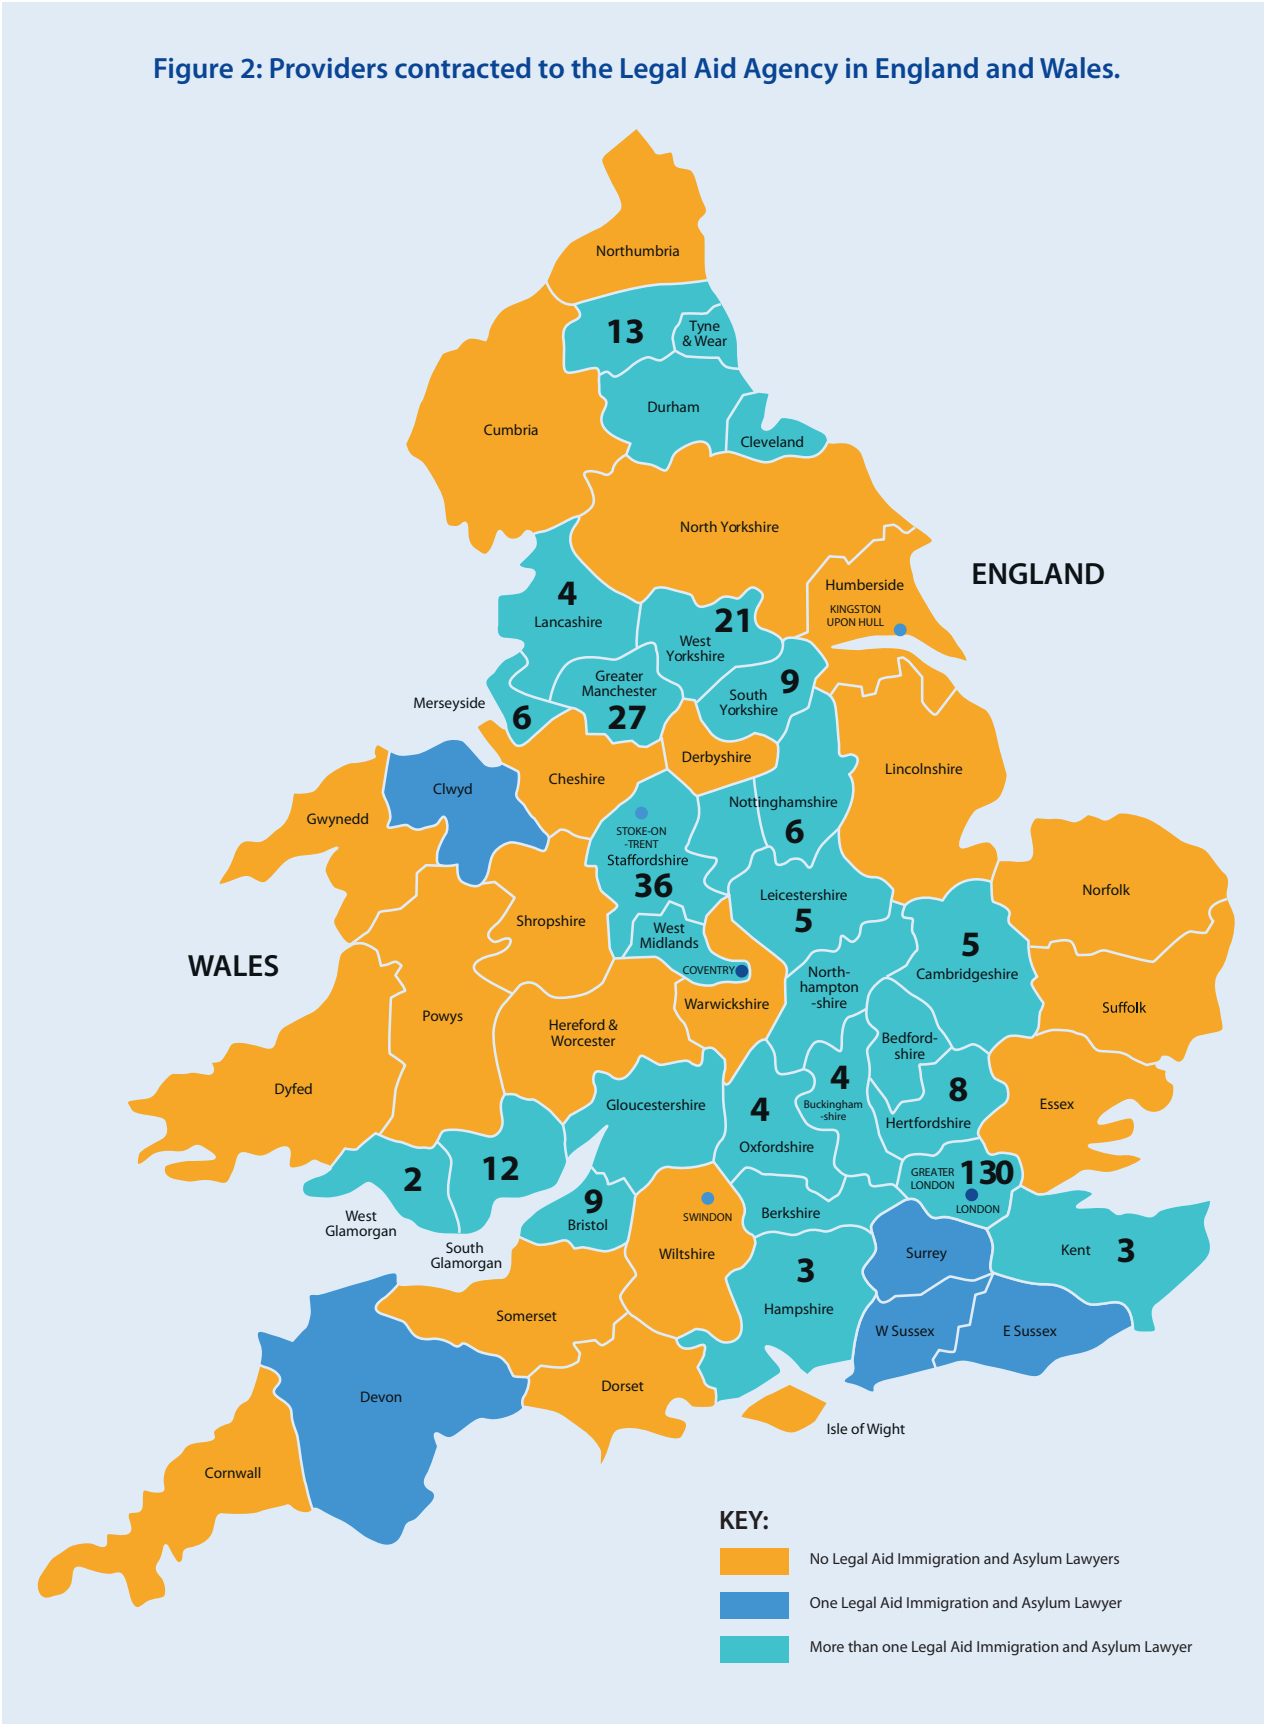 Figure 2: Providers contracted to the Legal Aid Agency in England and Wales.
Northumbria
13
Tyne
& Wear
Durham
Cumbria
Cleveland
North Yorkshire
ENGLAND
Humberside
KINGSTON
UPON HULL
4
Lancashire
21
West
Yorkshire
Greater
Manchester
27
9
South
Yorkshire
Merseyside
6
Derbyshire
Lincolnshire
Cheshire
Clwyd
Gwynedd
Nottinghamshire
6
STOKE-ON
-TRENT
Staffordshire
36
Leicestershire
5
Norfolk
Shropshire
West
Midlands
5
Cambridgeshire
WALES
COVENTRY
North-
hampton
-shire
Warwickshire
Suffolk
Powys
Hereford &
Worcester
Bedford-
shire
Dyfed
4
Buckingham
-shire
8
Hertfordshire
Essex
Gloucestershire
4
Oxfordshire
12
2
GREATER
LONDON
130
LONDON
9
Bristol
SWINDON
Berkshire
West
Glamorgan
South
Glamorgan
Wiltshire
Surrey
Kent
3
3
Hampshire
Somerset
W Sussex
E Sussex
Dorset
Devon
Isle of Wight
Cornwall
KEY:
No Legal Aid Immigration and Asylum Lawyers
One Legal Aid Immigration and Asylum Lawyer
More than one Legal Aid Immigration and Asylum Lawyer